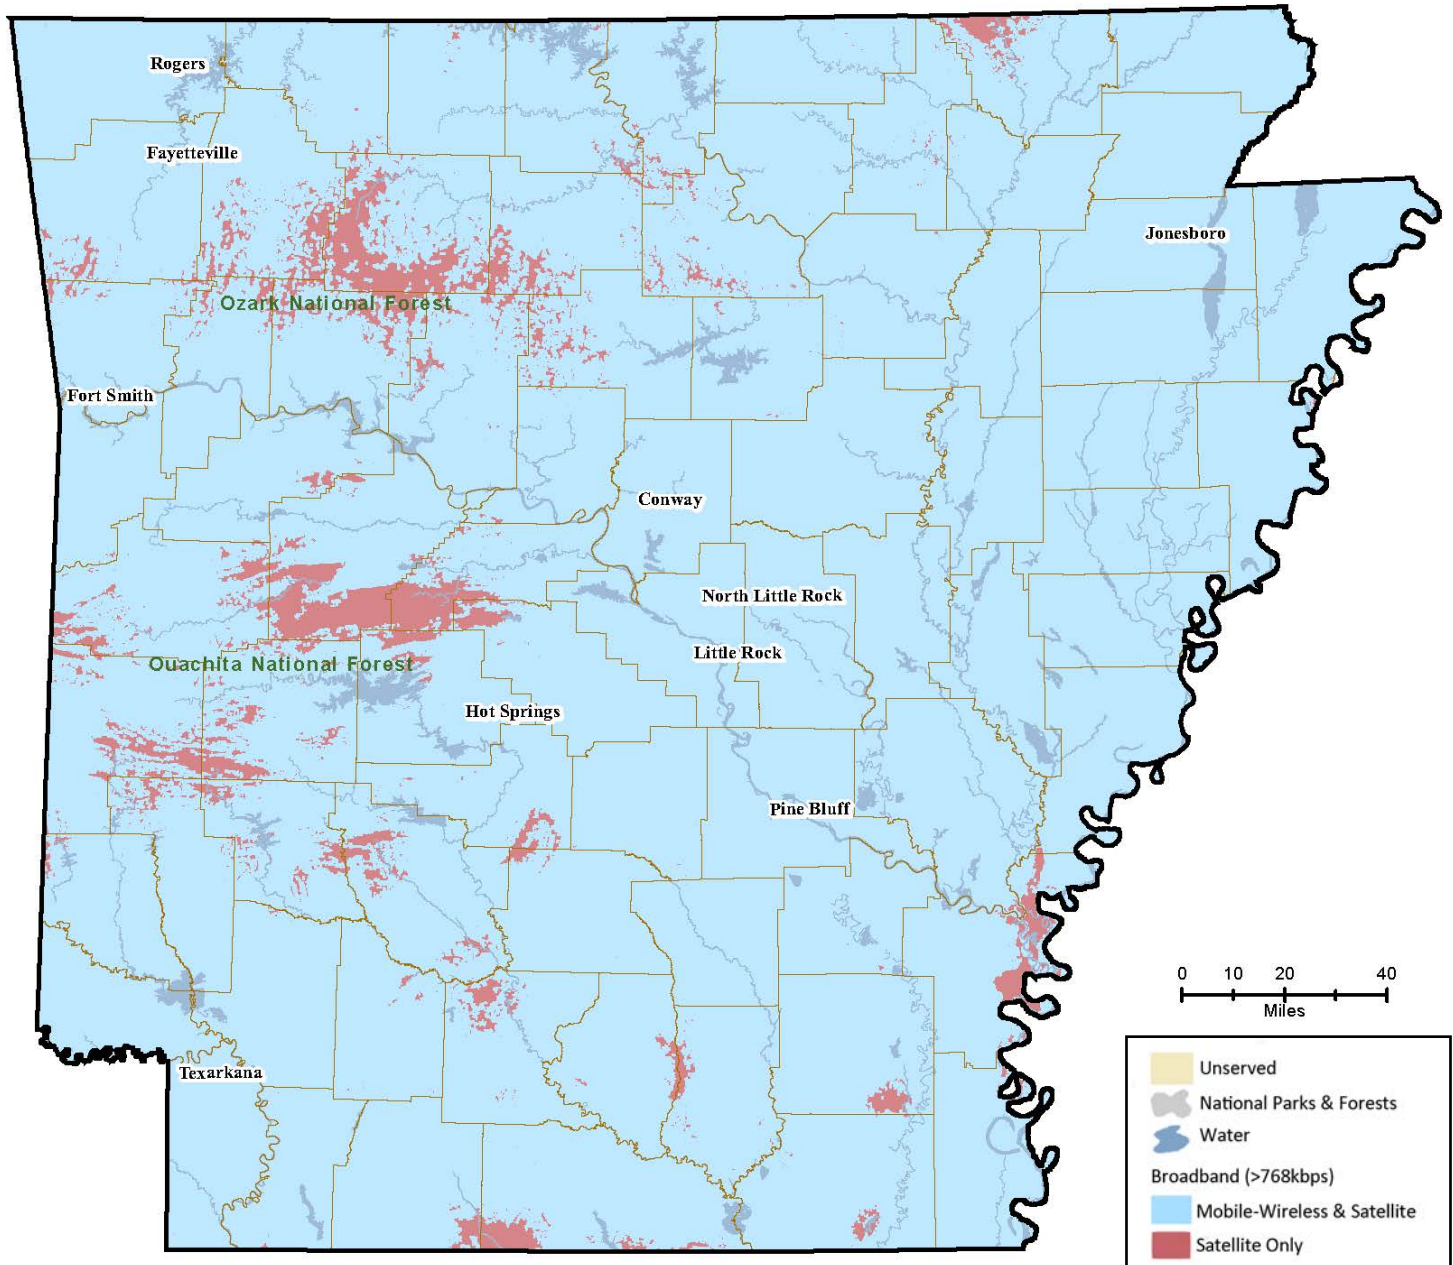 Rogers
Fayetteville
Jonesboro
Ozark National Forest
Fort Smith
Conway
North Little Rock
Little Rock
Ouachita National Forest
Hot Springs
Pine Bluff
Texarkana
0 10 20 40
Miles
Unserved
National Parks & Forests
Water
Broadband (>768kbps)
Mobile-Wireless & Satellite
Satellite Only